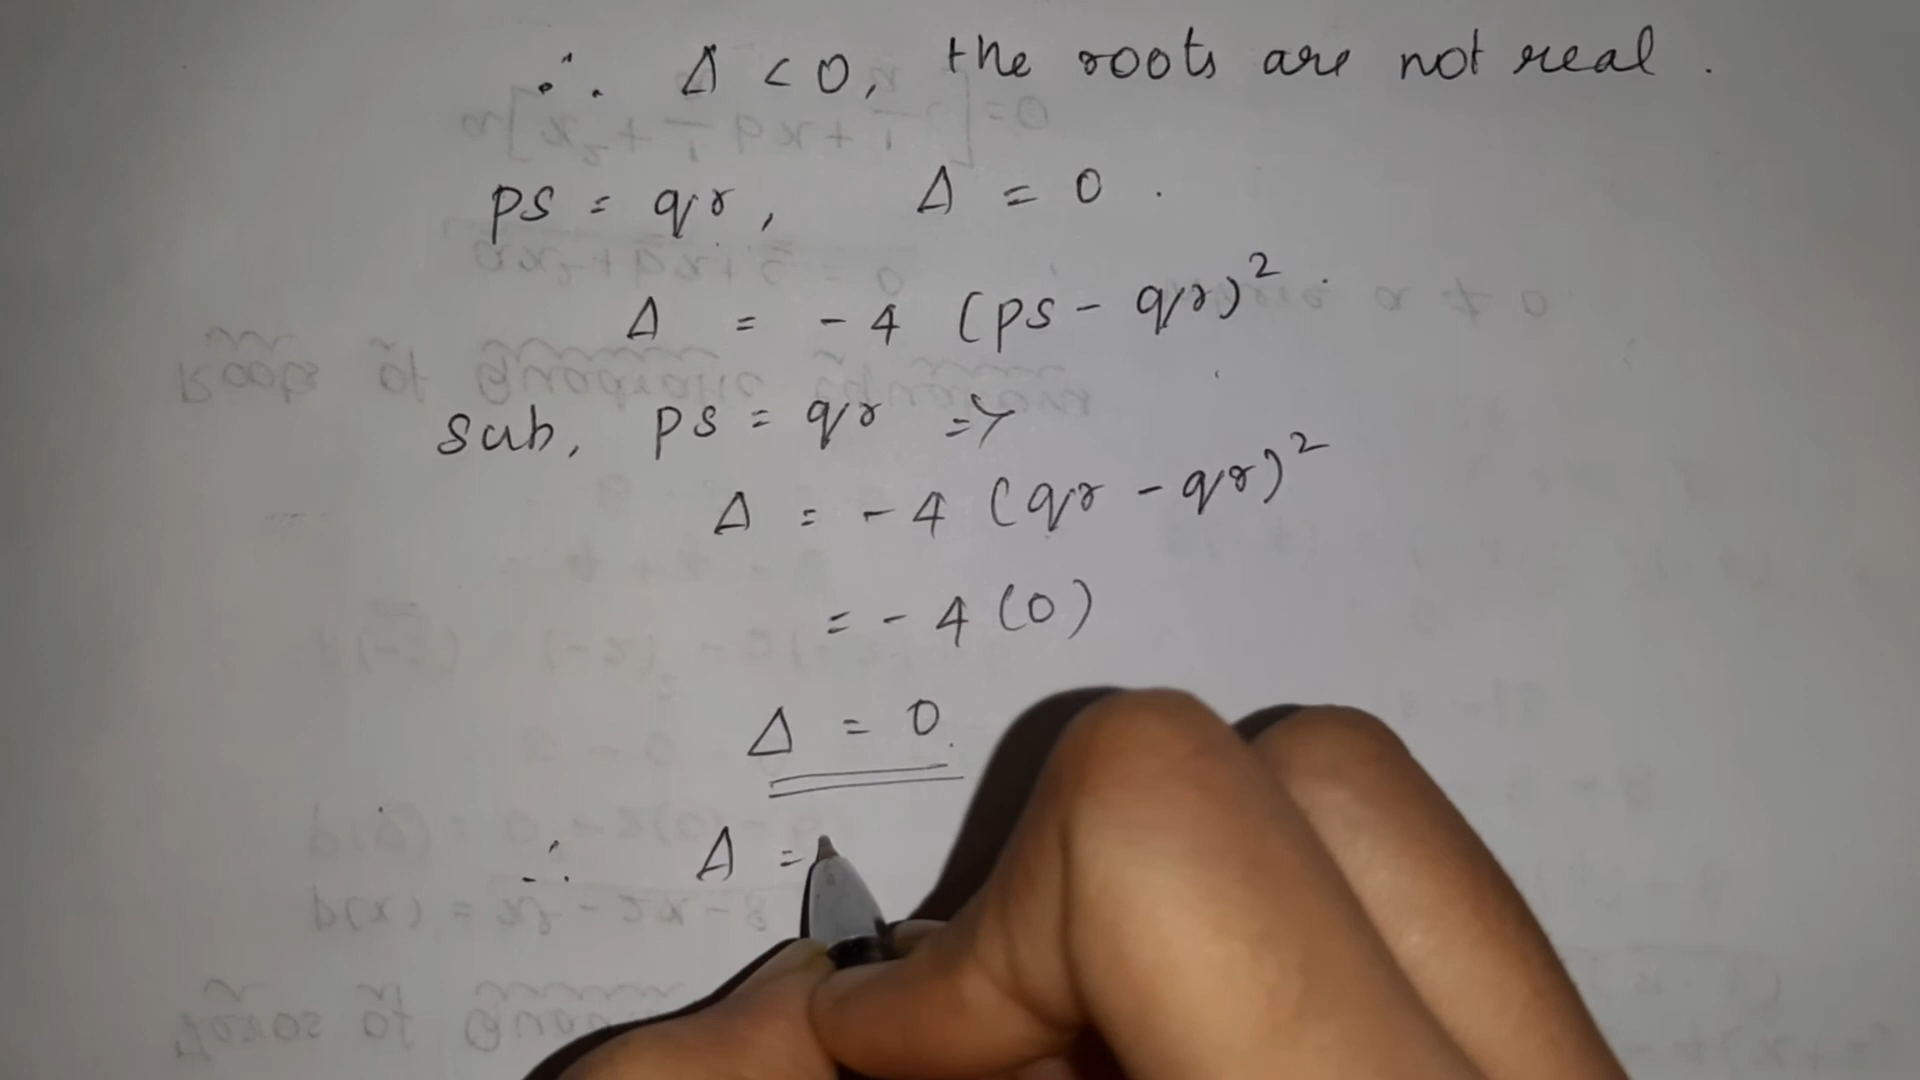 ∴ Δ < 0, the roots are not real.
ps = qr, Δ = 0.
Δ = -4 (ps - qr)²
sub, ps = qr =>
Δ = -4 (qr - qr)²
= -4 (0)
Δ = 0.
∴ Δ =